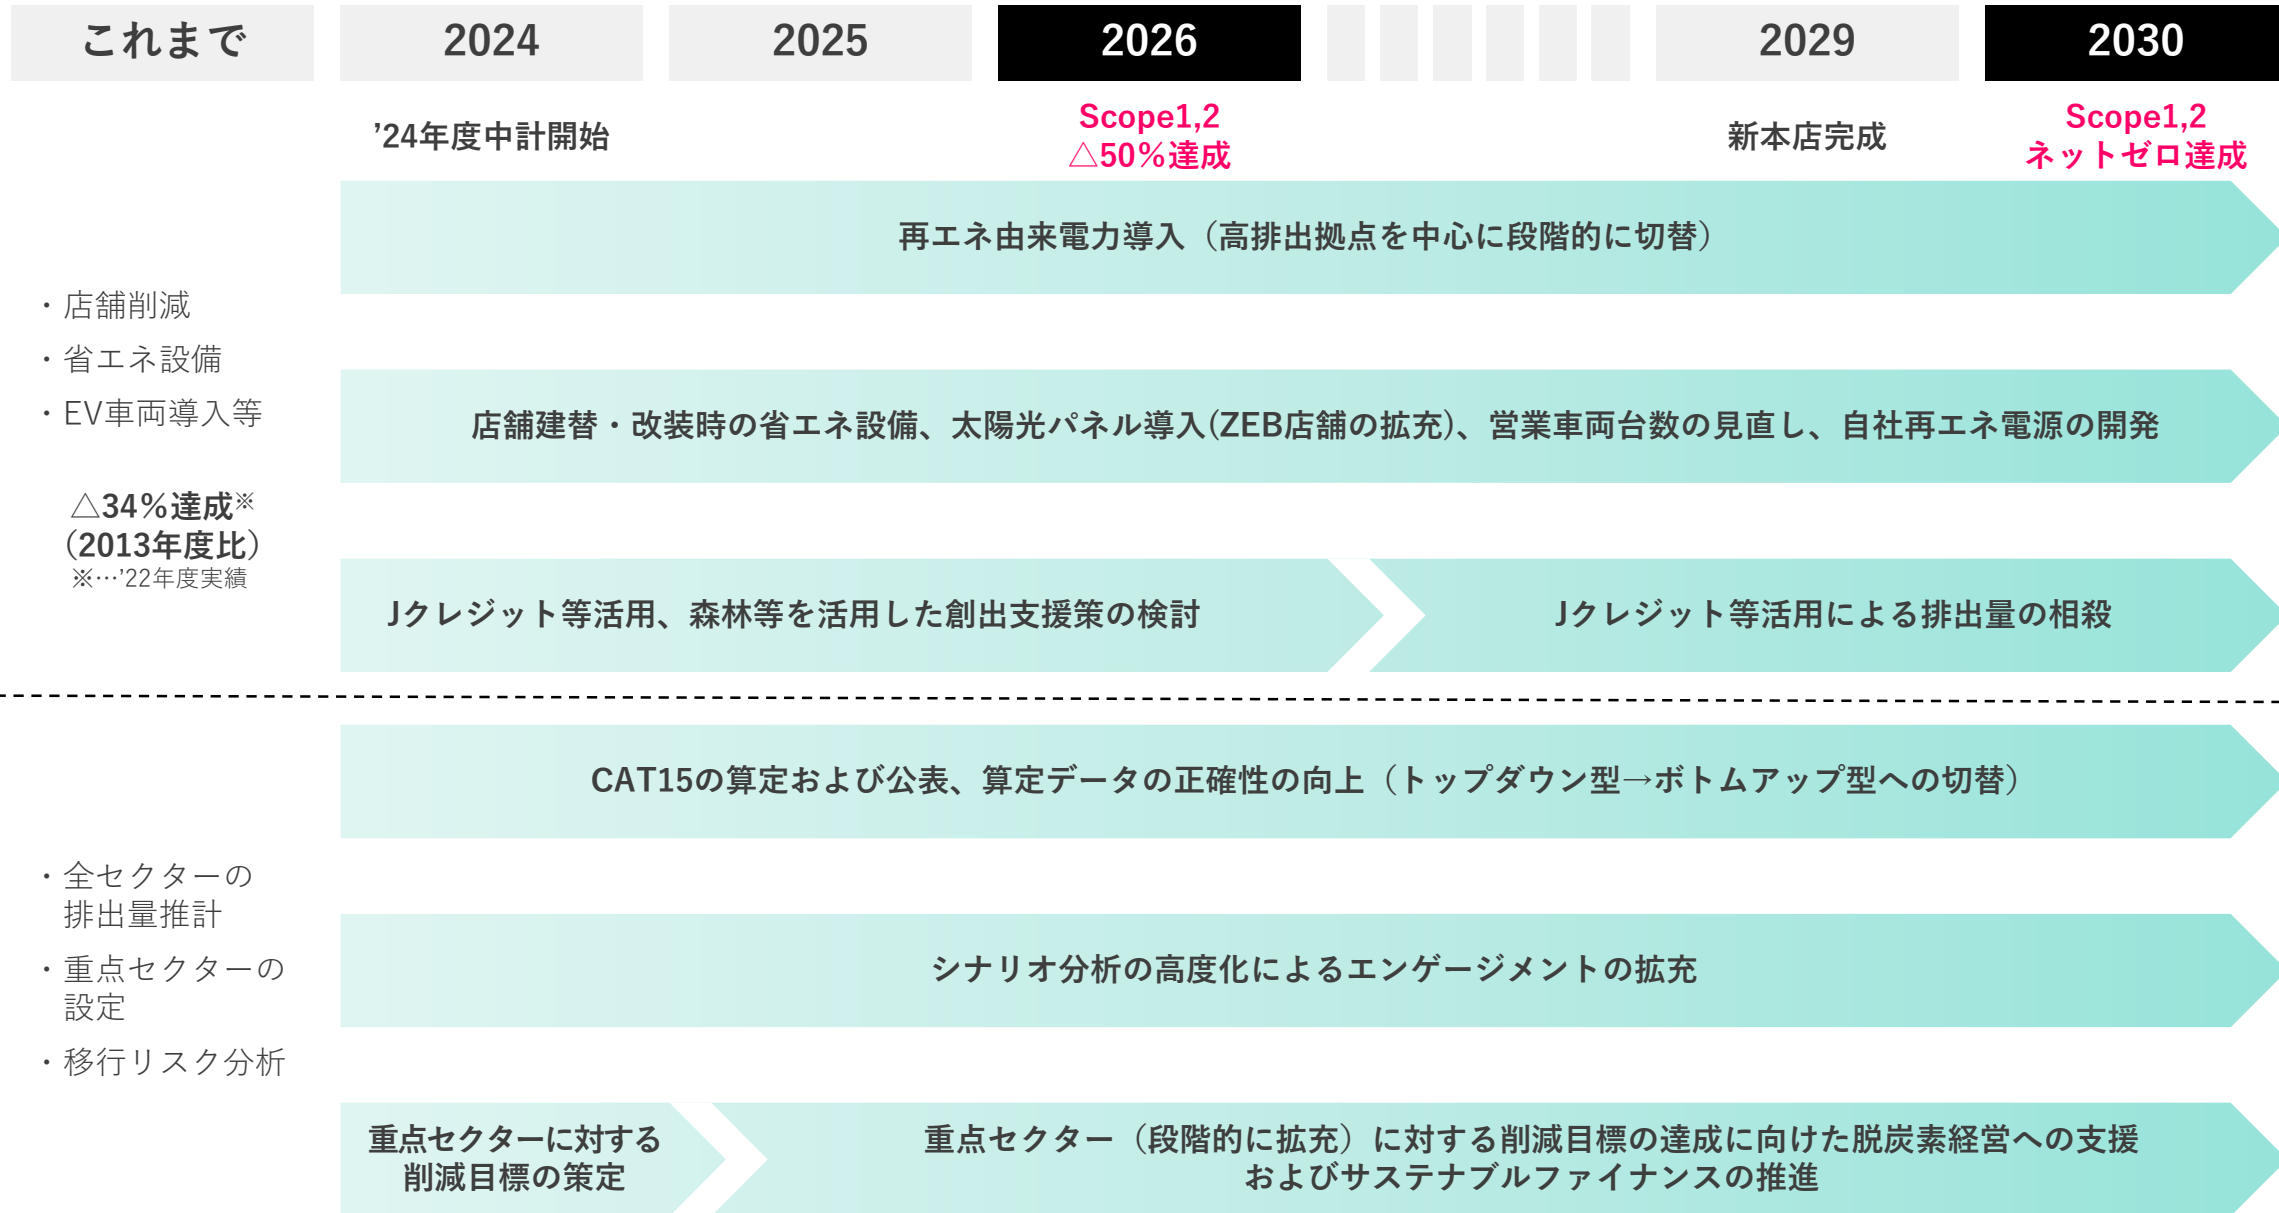 これまで
2024
2025
2026
2029
2030
’24年度中計開始
Scope1,2
△50%達成
新本店完成
Scope1,2
ネットゼロ達成
・店舗削減
・省エネ設備
・EV車両導入等
△34%達成※
（2013年度比）
※…’22年度実績
再エネ由来電力導入（高排出拠点を中心に段階的に切替）
店舗建替・改装時の省エネ設備、太陽光パネル導入(ZEB店舗の拡充)、営業車両台数の見直し、自社再エネ電源の開発
Jクレジット等活用、森林等を活用した創出支援策の検討
Jクレジット等活用による排出量の相殺
・全セクターの
排出量推計
・重点セクターの
設定
・移行リスク分析
CAT15の算定および公表、算定データの正確性の向上（トップダウン型→ボトムアップ型への切替）
シナリオ分析の高度化によるエンゲージメントの拡充
重点セクターに対する
削減目標の策定
重点セクター（段階的に拡充）に対する削減目標の達成に向けた脱炭素経営への支援
およびサステナブルファイナンスの推進